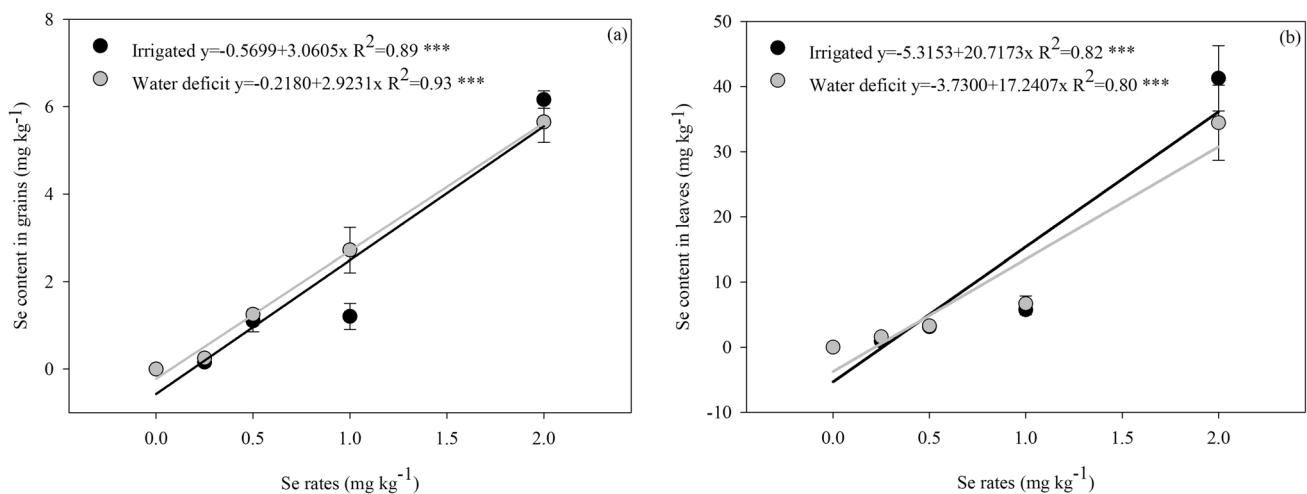 (a)
Irrigated y=-0.5699+3.0605x R²=0.89 ***
Water deficit y=-0.2180+2.9231x R²=0.93 ***
8
6
4
2
0
Se content in grains (mg kg⁻¹)
0.0 0.5 1.0 2.0
Se rates (mg kg⁻¹)
(b)
Irrigated y=-5.3153+20.7173x R²=0.82 ***
Water deficit y=-3.7300+17.2407x R²=0.80 ***
50
40
30
20
10
0
-10
Se content in leaves (mg kg⁻¹)
0.0 0.5 1.0 2.0
Se rates (mg kg⁻¹)